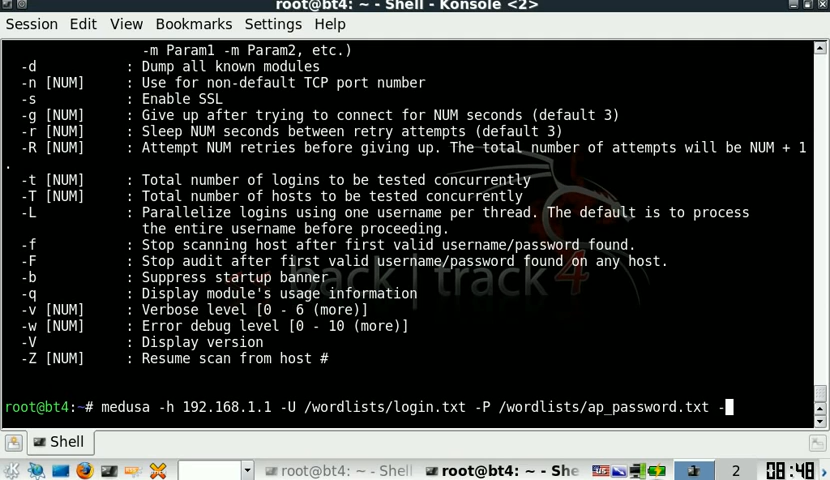 root@bt4: ~ - Shell - Konsole <2>
Session Edit View Bookmarks Settings Help
-m Param1 -m Param2, etc.)
-d : Dump all known modules
-n [NUM] : Use for non-default TCP port number
-s : Enable SSL
-g [NUM] : Give up after trying to connect for NUM seconds (default 3)
-r [NUM] : Sleep NUM seconds between retry attempts (default 3)
-R [NUM] : Attempt NUM retries before giving up. The total number of attempts will be NUM + 1
.
-t [NUM] : Total number of logins to be tested concurrently
-T [NUM] : Total number of hosts to be tested concurrently
-L : Parallelize logins using one username per thread. The default is to process
the entire username before proceeding.
-f : Stop scanning host after first valid username/password found.
-F : Stop audit after first valid username/password found on any host.
-b : Suppress startup banner
back | track 4
-q : Display module's usage information
-v [NUM] : Verbose level [0 - 6 (more)]
-w [NUM] : Error debug level [0 - 10 (more)]
-V : Display version
-Z [NUM] : Resume scan from host #
root@bt4:~# medusa -h 192.168.1.1 -U /wordlists/login.txt -P /wordlists/ap_password.txt -
Shell
root@bt4: ~ - Shell root@bt4: ~ - She 2 08:48